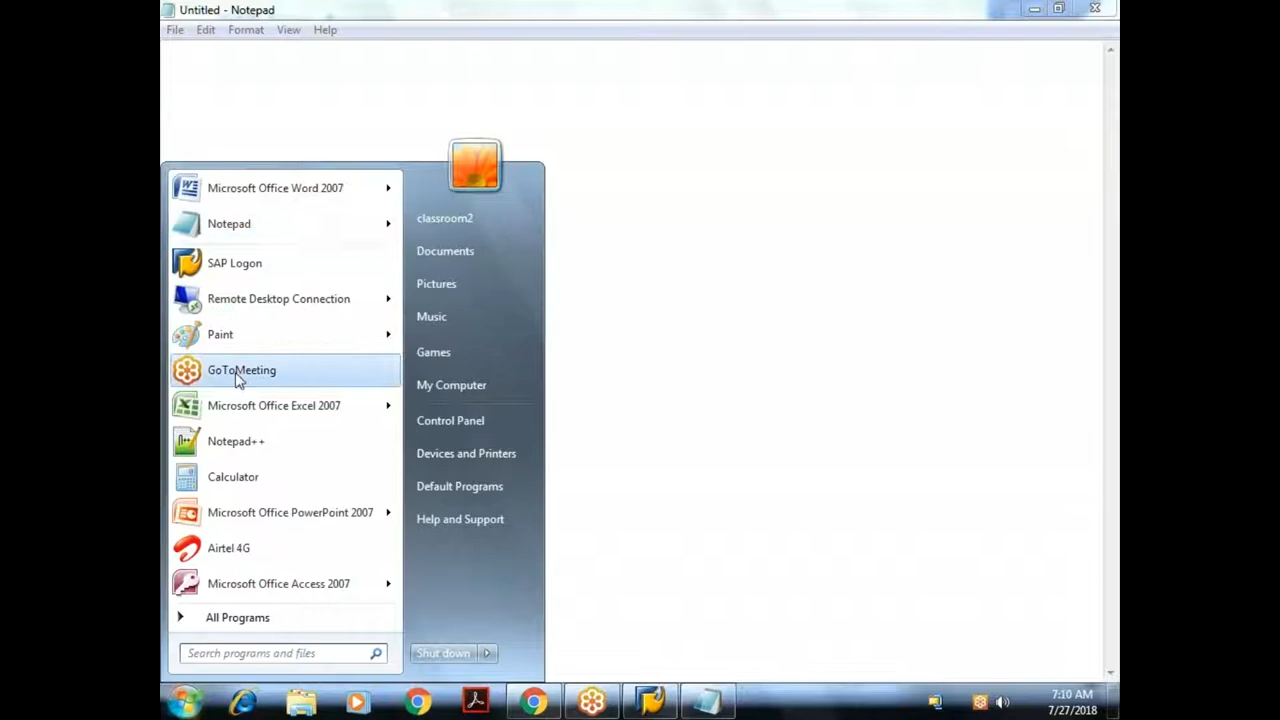 Untitled - Notepad
File Edit Format View Help
Microsoft Office Word 2007
Notepad
SAP Logon
Remote Desktop Connection
Paint
GoToMeeting
Microsoft Office Excel 2007
Notepad++
Calculator
Microsoft Office PowerPoint 2007
Airtel 4G
Microsoft Office Access 2007
All Programs
Search programs and files
classroom2
Documents
Pictures
Music
Games
My Computer
Control Panel
Devices and Printers
Default Programs
Help and Support
Shut down
7:10 AM
7/27/2018